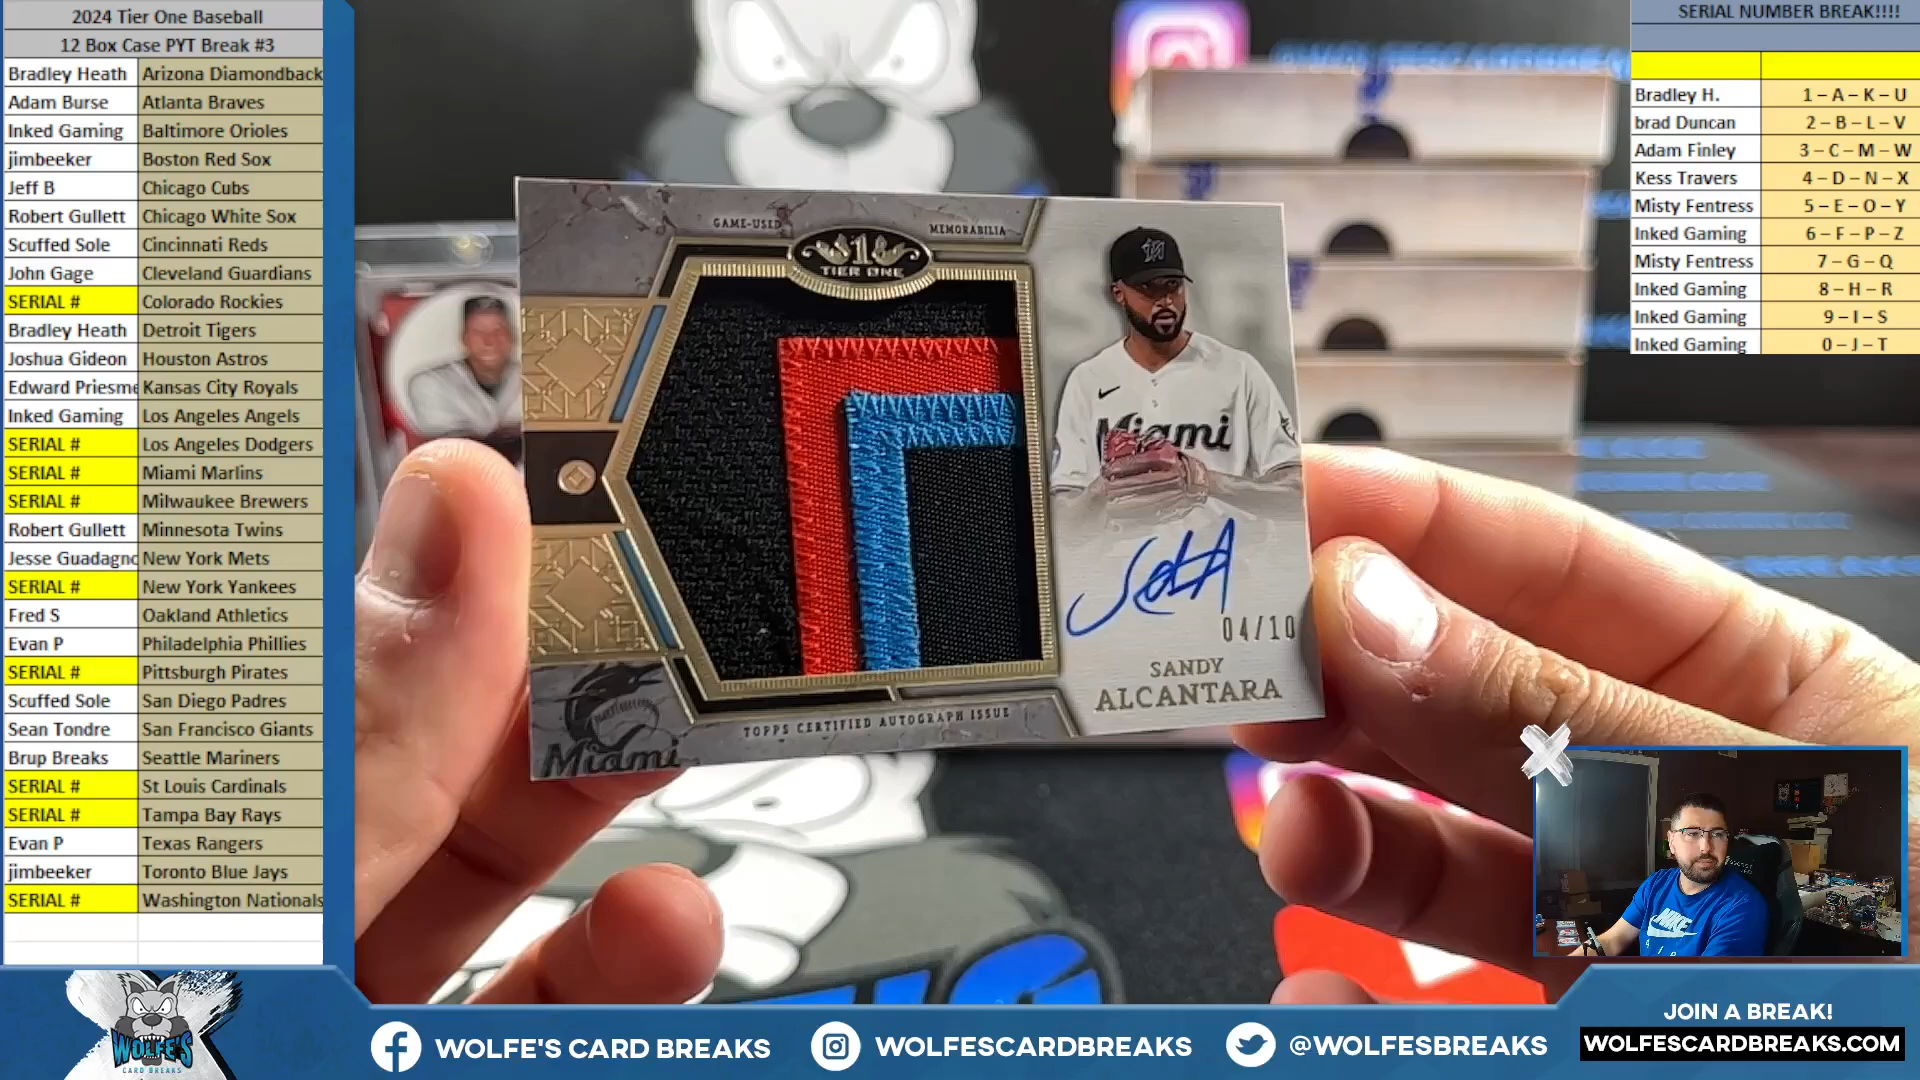 2024 Tier One Baseball
12 Box Case PYT Break #3
Bradley Heath Arizona Diamondback
Adam Burse Atlanta Braves
Inked Gaming Baltimore Orioles
jimbeeker Boston Red Sox
Jeff B Chicago Cubs
Robert Gullett Chicago White Sox
Scuffed Sole Cincinnati Reds
John Gage Cleveland Guardians
SERIAL # Colorado Rockies
Bradley Heath Detroit Tigers
Joshua Gideon Houston Astros
Edward Priesme Kansas City Royals
Inked Gaming Los Angeles Angels
SERIAL # Los Angeles Dodgers
SERIAL # Miami Marlins
SERIAL # Milwaukee Brewers
Robert Gullett Minnesota Twins
Jesse Guadagno New York Mets
SERIAL # New York Yankees
Fred S Oakland Athletics
Evan P Philadelphia Phillies
SERIAL # Pittsburgh Pirates
Scuffed Sole San Diego Padres
Sean Tondre San Francisco Giants
Brup Breaks Seattle Mariners
SERIAL # St Louis Cardinals
SERIAL # Tampa Bay Rays
Evan P Texas Rangers
jimbeeker Toronto Blue Jays
SERIAL # Washington Nationals
GAME-USED MEMORABILIA
1
TIER ONE
Miami
04/10
SANDY
ALCANTARA
TOPPS CERTIFIED AUTOGRAPH ISSUE
Miami
SERIAL NUMBER BREAK!!!!
Bradley H. 1 – A – K – U
brad Duncan 2 – B – L – V
Adam Finley 3 – C – M – W
Kess Travers 4 – D – N – X
Misty Fentress 5 – E – O – Y
Inked Gaming 6 – F – P – Z
Misty Fentress 7 – G – Q
Inked Gaming 8 – H – R
Inked Gaming 9 – I – S
Inked Gaming 0 – J – T
NIKE
WOLFE'S
CARD BREAKS
WOLFE'S CARD BREAKS
WOLFESCARDBREAKS
@WOLFESBREAKS
JOIN A BREAK!
WOLFESCARDBREAKS.COM